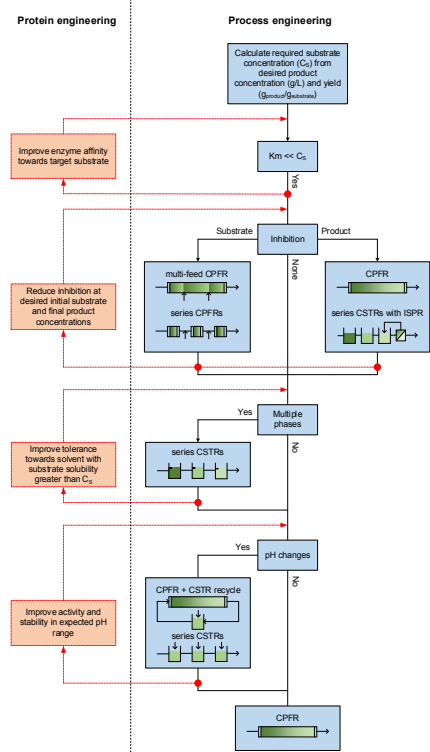 Protein engineering
Process engineering
Calculate required substrate
concentration (CS) from
desired product
concentration (g/L) and yield
(gproduct/gsubstrate)
Improve enzyme affinity
towards target substrate
Km << CS
Yes
Inhibition
Substrate
Product
None
multi-feed CPFR
series CPFRs
CPFR
series CSTRs with ISPR
Reduce inhibition at
desired initial substrate
and final product
concentrations
Multiple
phases
Yes
No
series CSTRs
Improve tolerance
towards solvent with
substrate solubility
greater than CS
pH changes
Yes
No
CPFR + CSTR recycle
series CSTRs
Improve activity and
stability in expected pH
range
CPFR